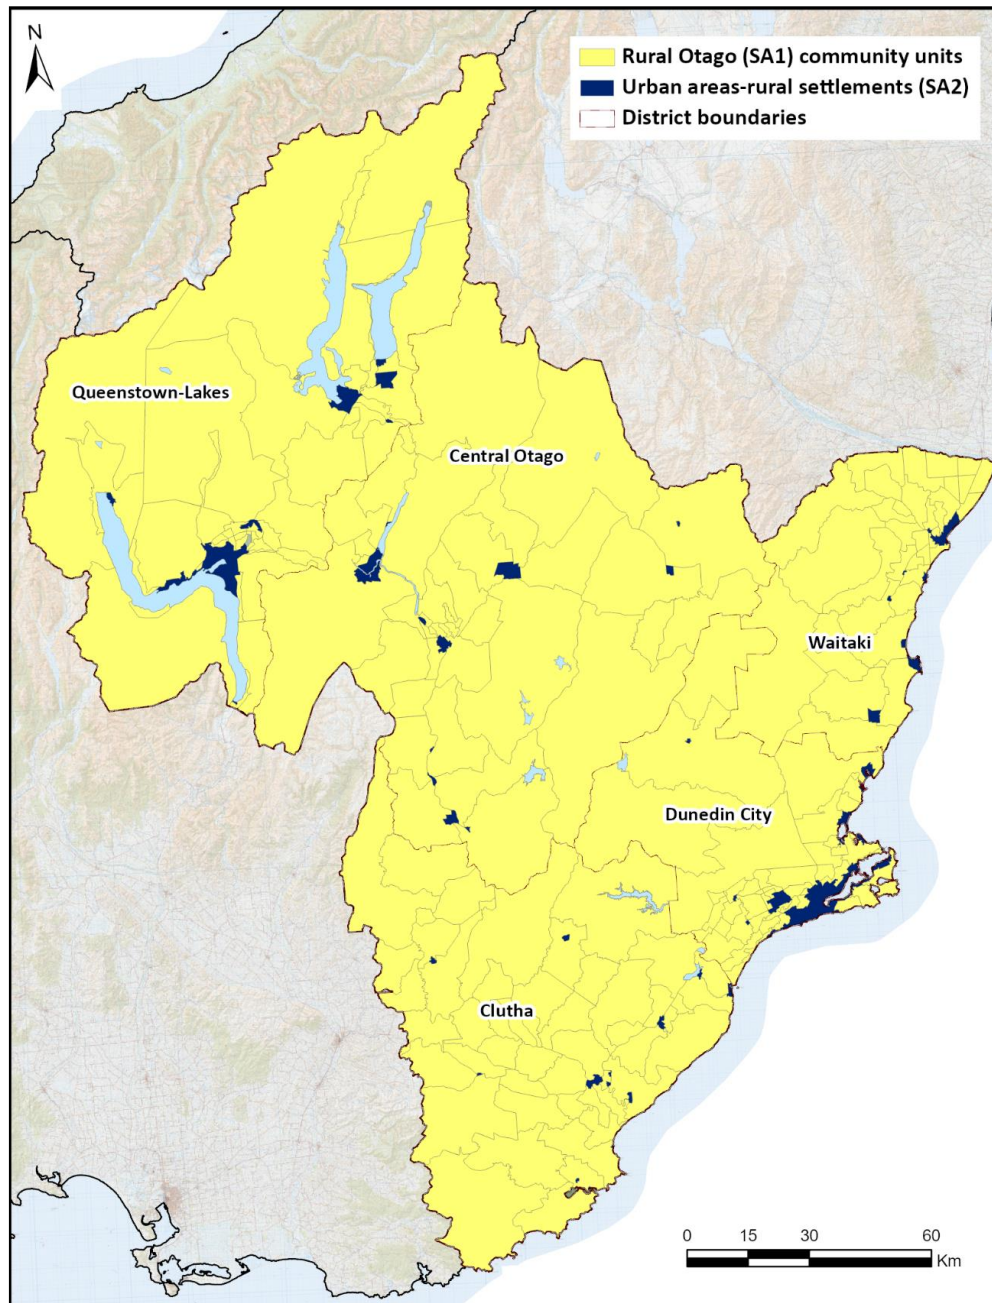 N
Rural Otago (SA1) community units
Urban areas-rural settlements (SA2)
District boundaries
Queenstown-Lakes
Central Otago
Waitaki
Dunedin City
Clutha
0 15 30 60
Km